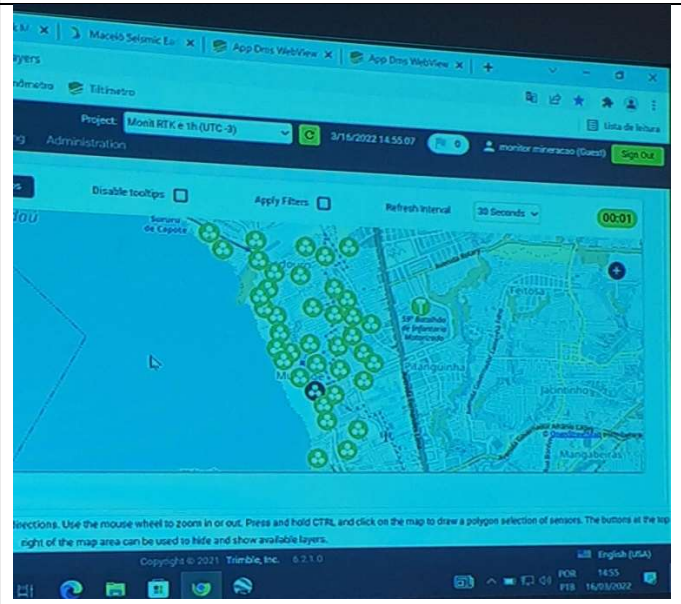 Maceió Seismic Ea
App Dros WebView
App Dros WebView
ayers
Lista de leitura
Project:
Monit RTK e 1h (UTC-3)
C
3/16/2022 14:55:07
0
monitor mineracao (Guest)
Sign Out
Administration
Disable tooltips
Apply Filters
Refresh Interval
30 Seconds
00:01
Sururu
de Capote
Feitosa
59º Batalhão
de Infantaria
Motorizado
Pitanguinha
Jabotinho
© OpenStreetMap
Mangabeiras
directions. Use the mouse wheel to zoom in or out. Press and hold CTRL and click on the map to draw a polygon selection of sensors. The buttons at the top
right of the map area can be used to hide and show available layers.
Copyright © 2021 Trimble, Inc. 6.2.1.0
English (USA)
POR
PTB
14:55
16/03/2022